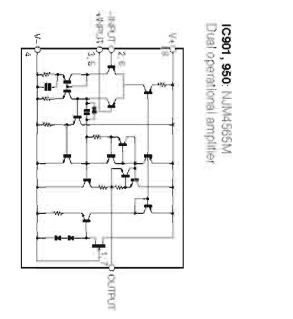 IC901, 950: NJM4565M
Dual operational amplifier
V+
8
-INPUT
2, 6
+INPUT
3, 5
V-
4
1, 7
OUTPUT